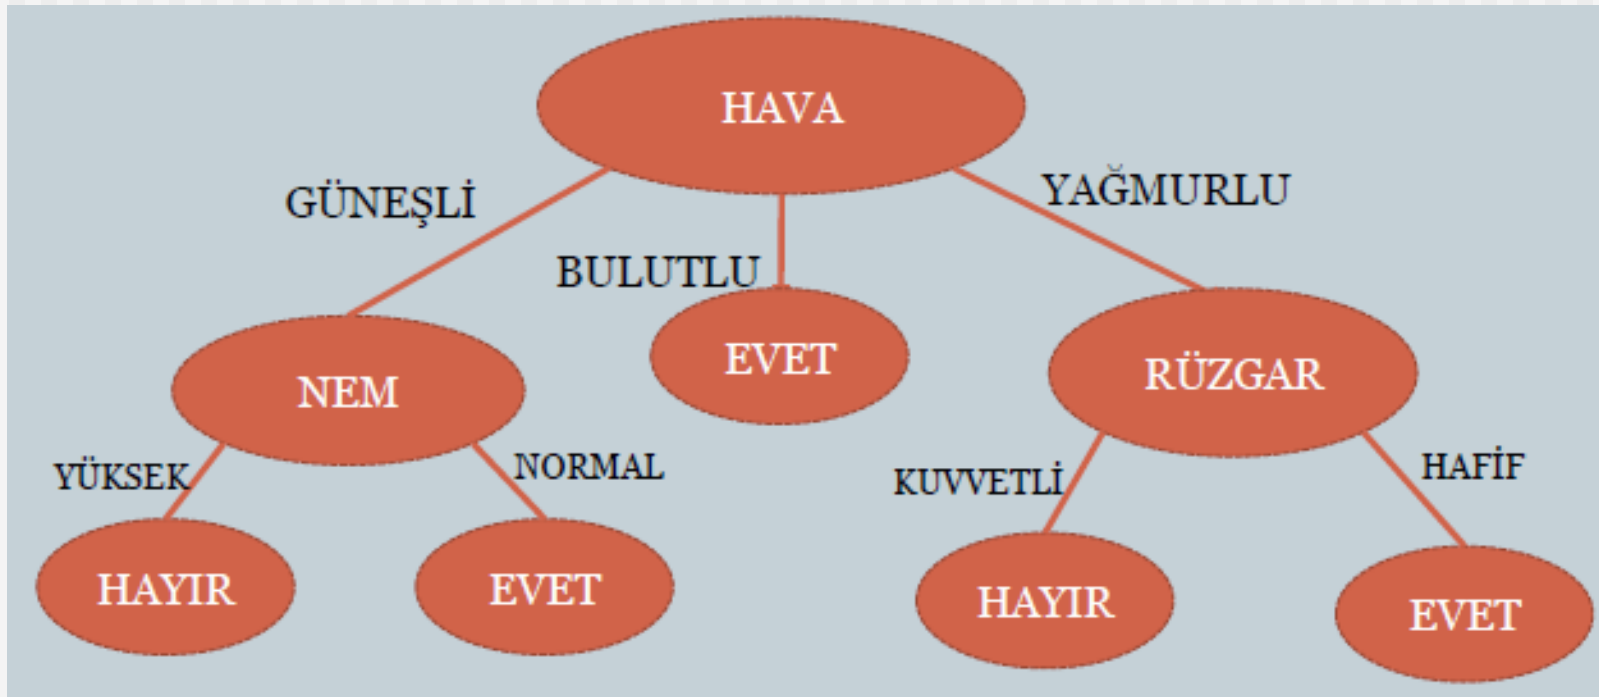 HAVA
GÜNEŞLİ
BULUTLU
YAĞMURLU
NEM
EVET
RÜZGAR
YÜKSEK
NORMAL
KUVVETLİ
HAFİF
HAYIR
EVET
HAYIR
EVET